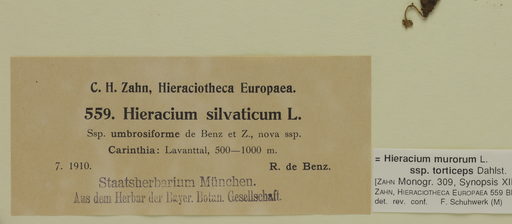 C. H. Zahn, Hieraciotheca Europaea.
559. Hieracium silvaticum L.
Ssp. umbrosiforme de Benz et Z., nova ssp.
Carinthia: Lavanttal, 500—1000 m.
7. 1910. R. de Benz.
Staatsherbarium München.
Aus dem Herbar der Bayer. Botan. Gesellschaft.
= Hieracium murorum L.
ssp. torticeps Dahlst.
[ZAHN Monogr. 309, Synopsis XII
ZAHN, HIERACIOTHECA EUROPAEA 559 B
det. rev. conf. F. Schuhwerk (M)